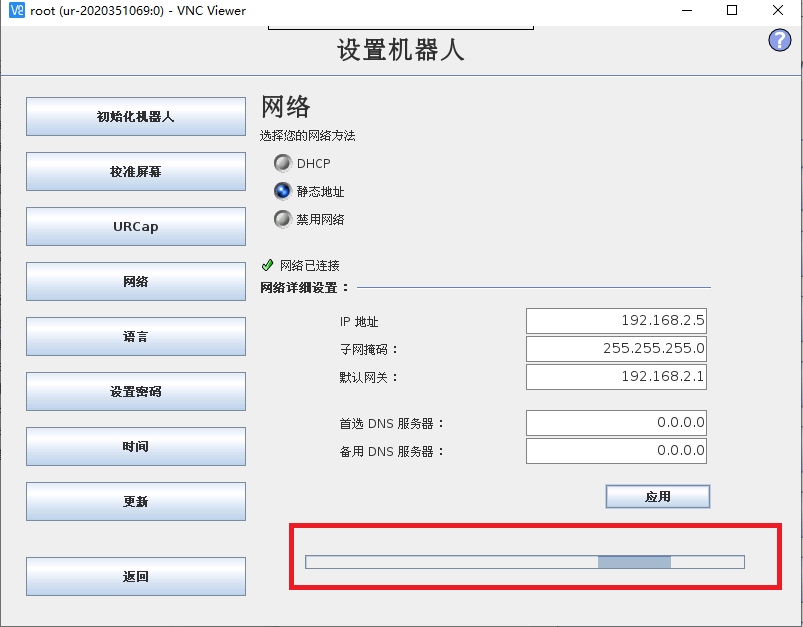 root (ur-2020351069:0) - VNC Viewer
设置机器人
?
初始化机器人
校准屏幕
URCap
网络
语言
设置密码
时间
更新
返回
网络
选择您的网络方法
DHCP
静态地址
禁用网络
网络已连接
网络详细设置：
IP 地址 192.168.2.5
子网掩码： 255.255.255.0
默认网关： 192.168.2.1
首选 DNS 服务器： 0.0.0.0
备用 DNS 服务器： 0.0.0.0
应用